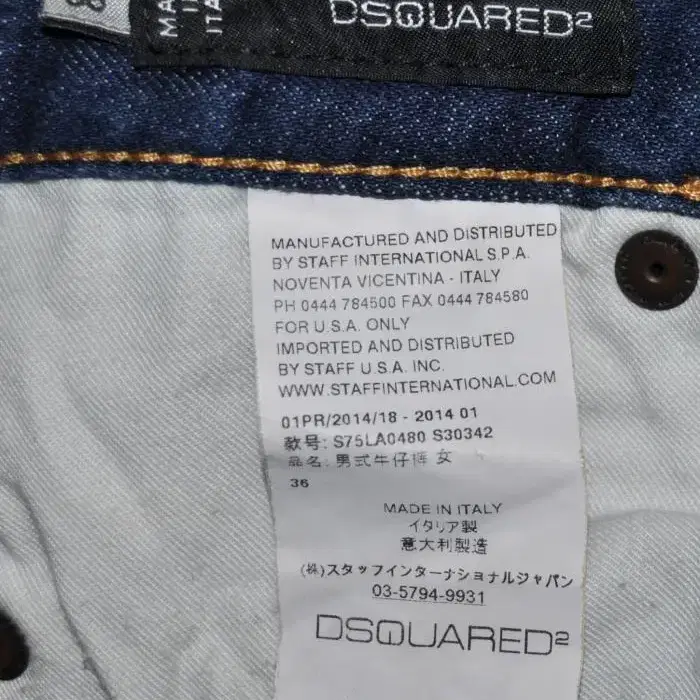 DSQUARED²
MANUFACTURED AND DISTRIBUTED
BY STAFF INTERNATIONAL S.P.A.
NOVENTA VICENTINA - ITALY
PH 0444 784500 FAX 0444 784580
FOR U.S.A. ONLY
IMPORTED AND DISTRIBUTED
BY STAFF U.S.A. INC.
WWW.STAFFINTERNATIONAL.COM
01PR/2014/18 - 2014 01
款号: S75LA0480 S30342
品名: 男式牛仔裤 女
36
MADE IN ITALY
イタリア製
意大利製造
(株)スタッフインターナショナルジャパン
03-5794-9931
DSQUARED²